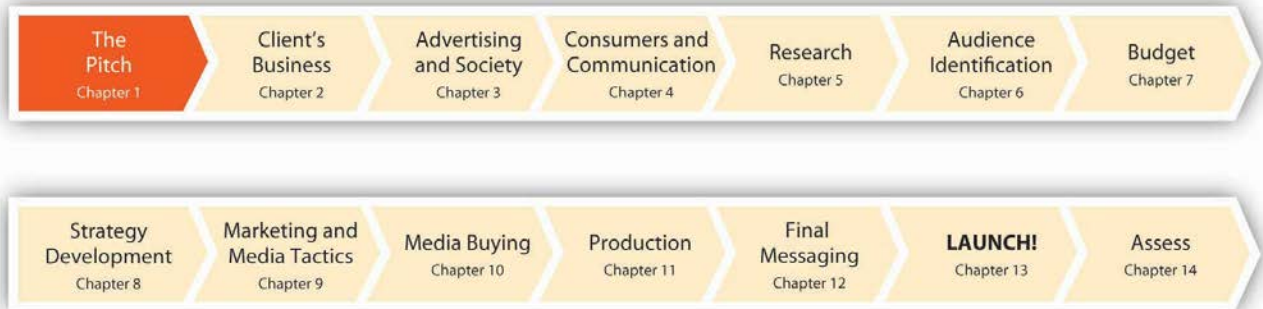 The
Pitch
Chapter 1
Client's
Business
Chapter 2
Advertising
and Society
Chapter 3
Consumers and
Communication
Chapter 4
Research
Chapter 5
Audience
Identification
Chapter 6
Budget
Chapter 7
Strategy
Development
Chapter 8
Marketing and
Media Tactics
Chapter 9
Media Buying
Chapter 10
Production
Chapter 11
Final
Messaging
Chapter 12
LAUNCH!
Chapter 13
Assess
Chapter 14